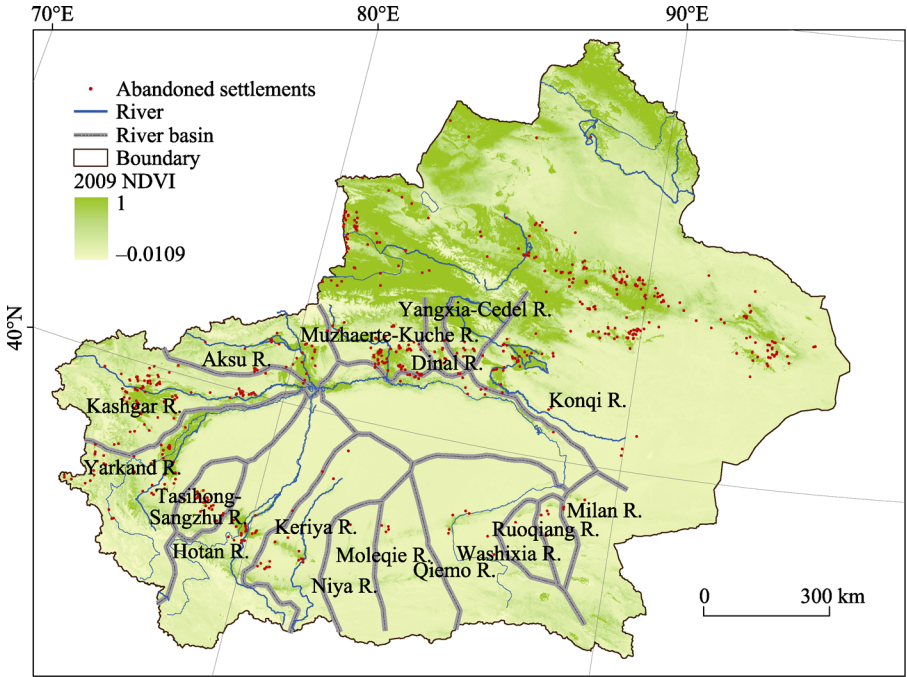 70°E
80°E
90°E
Abandoned settlements
River
River basin
Boundary
2009 NDVI
1
–0.0109
40°N
Yangxia-Cedel R.
Muzhaerte-Kuche R.
Aksu R.
Dinal R.
Kashgar R.
Konqi R.
Yarkand R.
Tasihong-
Sangzhu R.
Milan R.
Keriya R.
Ruoqiang R.
Hotan R.
Moleqie R.
Washixia R.
Qiemo R.
Niya R.
0
300 km